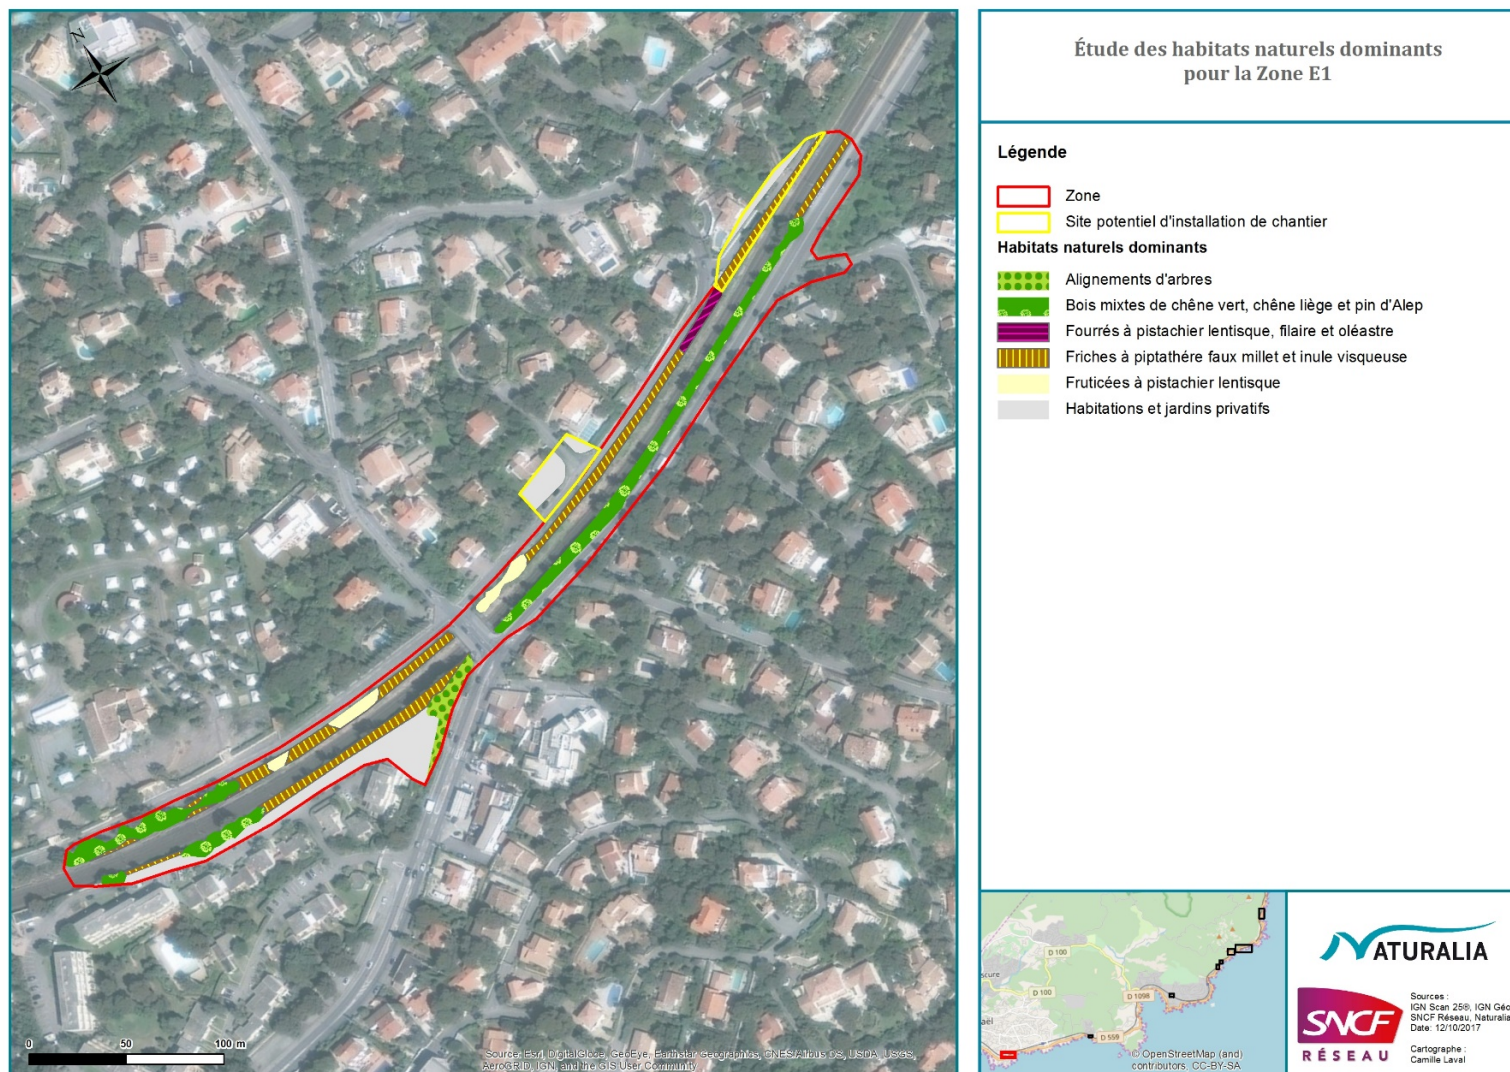 N
Étude des habitats naturels dominants
pour la Zone E1
Légende
Zone
Site potentiel d'installation de chantier
Habitats naturels dominants
Alignements d'arbres
Bois mixtes de chêne vert, chêne liège et pin d'Alep
Fourrés à pistachier lentisque, filaire et oléastre
Friches à piptathére faux millet et inule visqueuse
Fruticées à pistachier lentisque
Habitations et jardins privatifs
0 50 100 m
Source: Esri, DigitalGlobe, GeoEye, Earthstar Geographics, CNES/Airbus DS, USDA, USGS,
AeroGRID, IGN, and the GIS User Community
D 100
scure
D 100
D 1098
aël
D 559
© OpenStreetMap (and)
contributors, CC-BY-SA
NATURALIA
SNCF
RÉSEAU
Sources :
IGN Scan 25®, IGN Géo
SNCF Réseau, Naturalia
Date: 12/10/2017
Cartographe :
Camille Laval